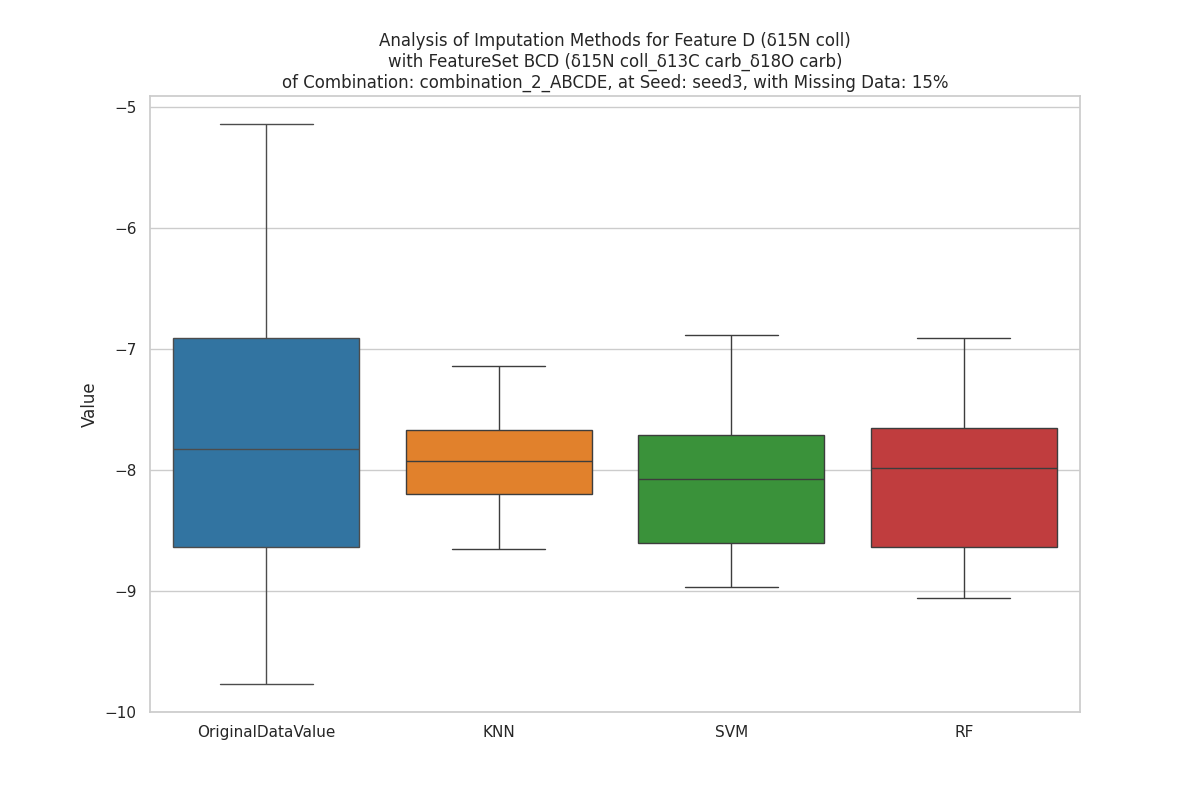 Analysis of Imputation Methods for Feature D (δ15N coll)
with FeatureSet BCD (δ15N coll_δ13C carb_δ18O carb)
of Combination: combination_2_ABCDE, at Seed: seed3, with Missing Data: 15%
−5
−6
−7
−8
−9
−10
Value
OriginalDataValue
KNN
SVM
RF